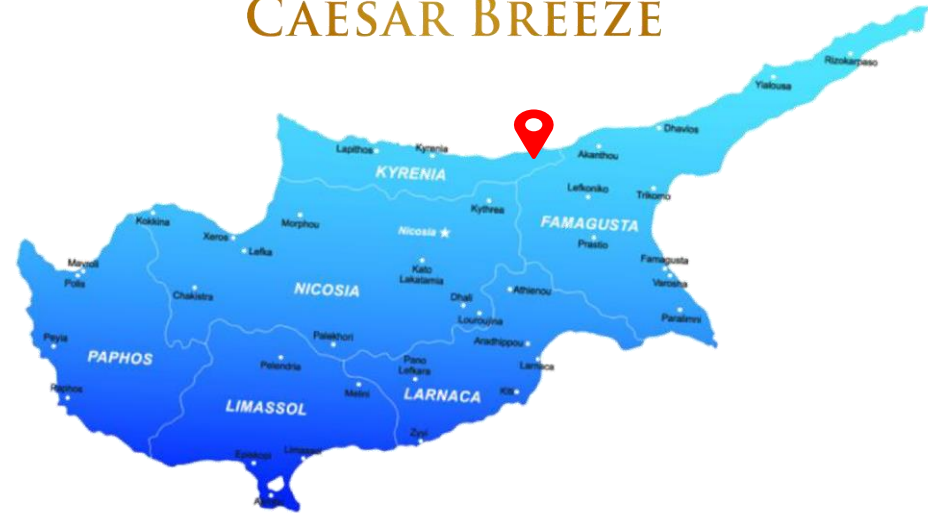 CAESAR BREEZE
Rizokarpaso
Yialousa
Dhavlos
Lapithos
Kyrenia
Akanthou
KYRENIA
Lefkoniko
Trikomo
Kythrea
Kokkina
Morphou
FAMAGUSTA
Nicosia
Xeros
Prastio
Lefka
Famagusta
Mavroli
Kato
Lakatamia
Polis
Varosha
NICOSIA
Athienou
Chakistra
Dhali
Louroujina
Paralimni
Peyia
Palekhori
Aradhippou
PAPHOS
Pelendria
Pano
Lefkara
Larnaca
Paphos
Melini
LARNACA
Kiti
LIMASSOL
Zyyi
Episkopi
Limassol